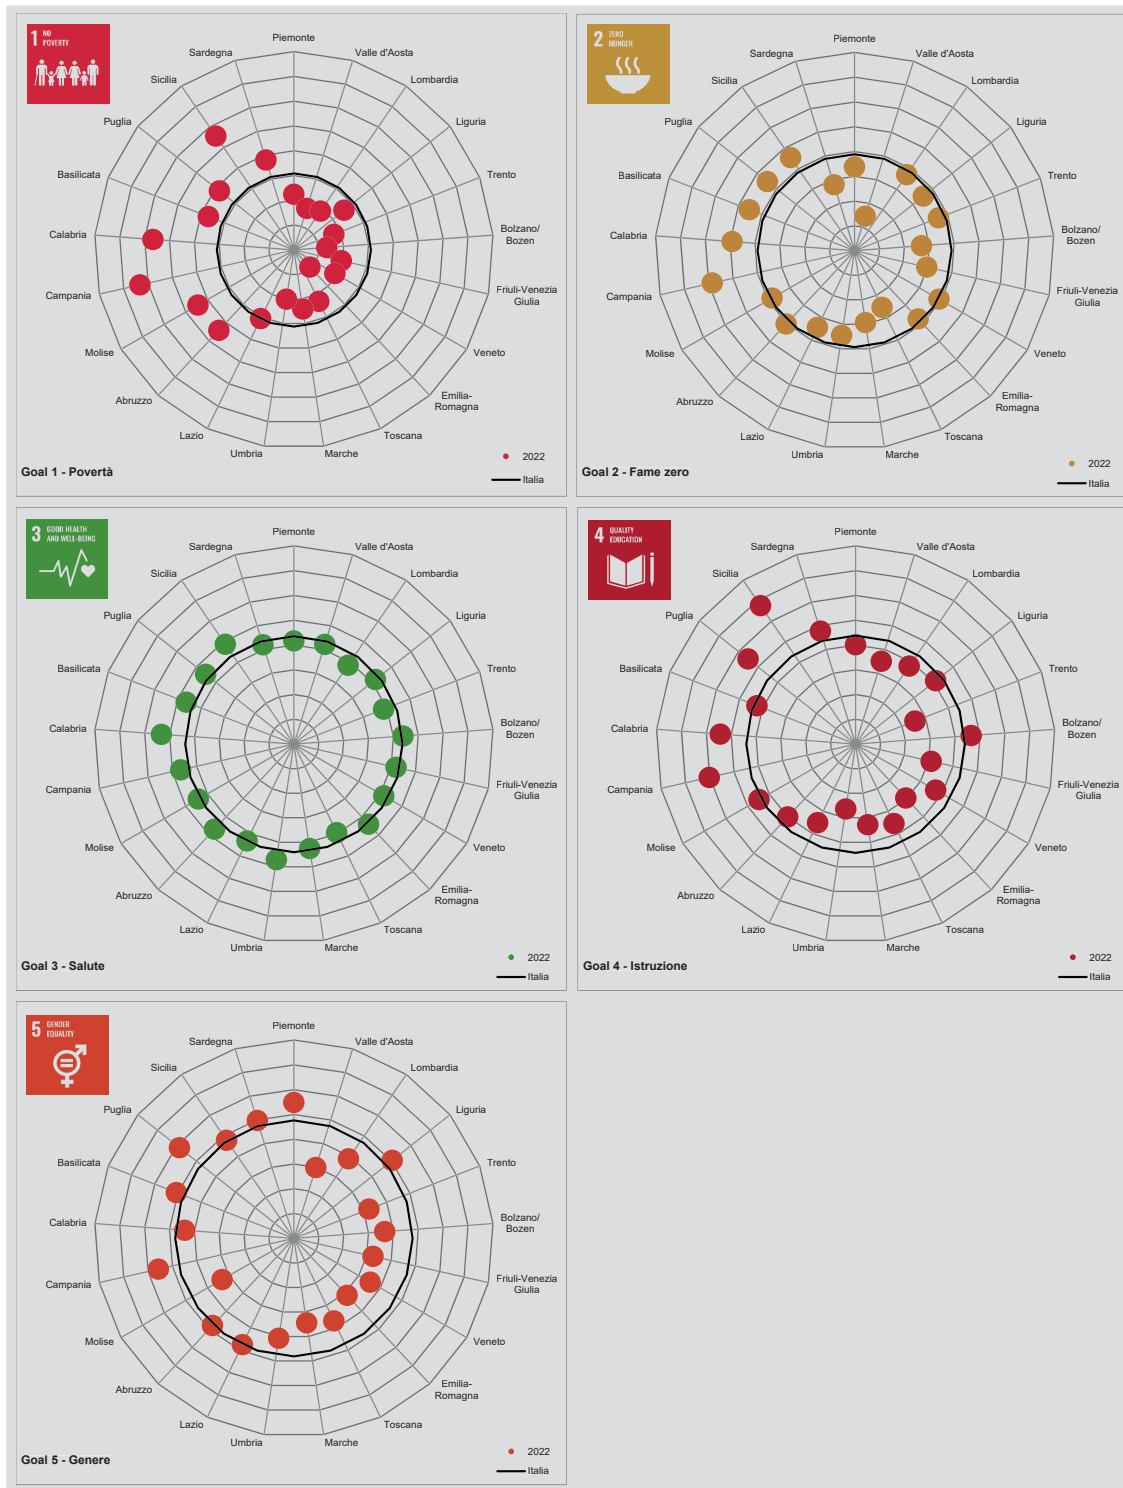 1 NO
POVERTY
Piemonte
Valle d'Aosta
Lombardia
Liguria
Trento
Bolzano/
Bozen
Friuli-Venezia
Giulia
Veneto
Emilia-
Romagna
Toscana
Marche
Umbria
Lazio
Abruzzo
Molise
Campania
Calabria
Basilicata
Puglia
Sicilia
Sardegna
Goal 1 - Povertà
2022
Italia
2 ZERO
HUNGER
Piemonte
Valle d'Aosta
Lombardia
Liguria
Trento
Bolzano/
Bozen
Friuli-Venezia
Giulia
Veneto
Emilia-
Romagna
Toscana
Marche
Umbria
Lazio
Abruzzo
Molise
Campania
Calabria
Basilicata
Puglia
Sicilia
Sardegna
Goal 2 - Fame zero
2022
Italia
3 GOOD HEALTH
AND WELL-BEING
Piemonte
Valle d'Aosta
Lombardia
Liguria
Trento
Bolzano/
Bozen
Friuli-Venezia
Giulia
Veneto
Emilia-
Romagna
Toscana
Marche
Umbria
Lazio
Abruzzo
Molise
Campania
Calabria
Basilicata
Puglia
Sicilia
Sardegna
Goal 3 - Salute
2022
Italia
4 QUALITY
EDUCATION
Piemonte
Valle d'Aosta
Lombardia
Liguria
Trento
Bolzano/
Bozen
Friuli-Venezia
Giulia
Veneto
Emilia-
Romagna
Toscana
Marche
Umbria
Lazio
Abruzzo
Molise
Campania
Calabria
Basilicata
Puglia
Sicilia
Sardegna
Goal 4 - Istruzione
2022
Italia
5 GENDER
EQUALITY
Piemonte
Valle d'Aosta
Lombardia
Liguria
Trento
Bolzano/
Bozen
Friuli-Venezia
Giulia
Veneto
Emilia-
Romagna
Toscana
Marche
Umbria
Lazio
Abruzzo
Molise
Campania
Calabria
Basilicata
Puglia
Sicilia
Sardegna
Goal 5 - Genere
2022
Italia